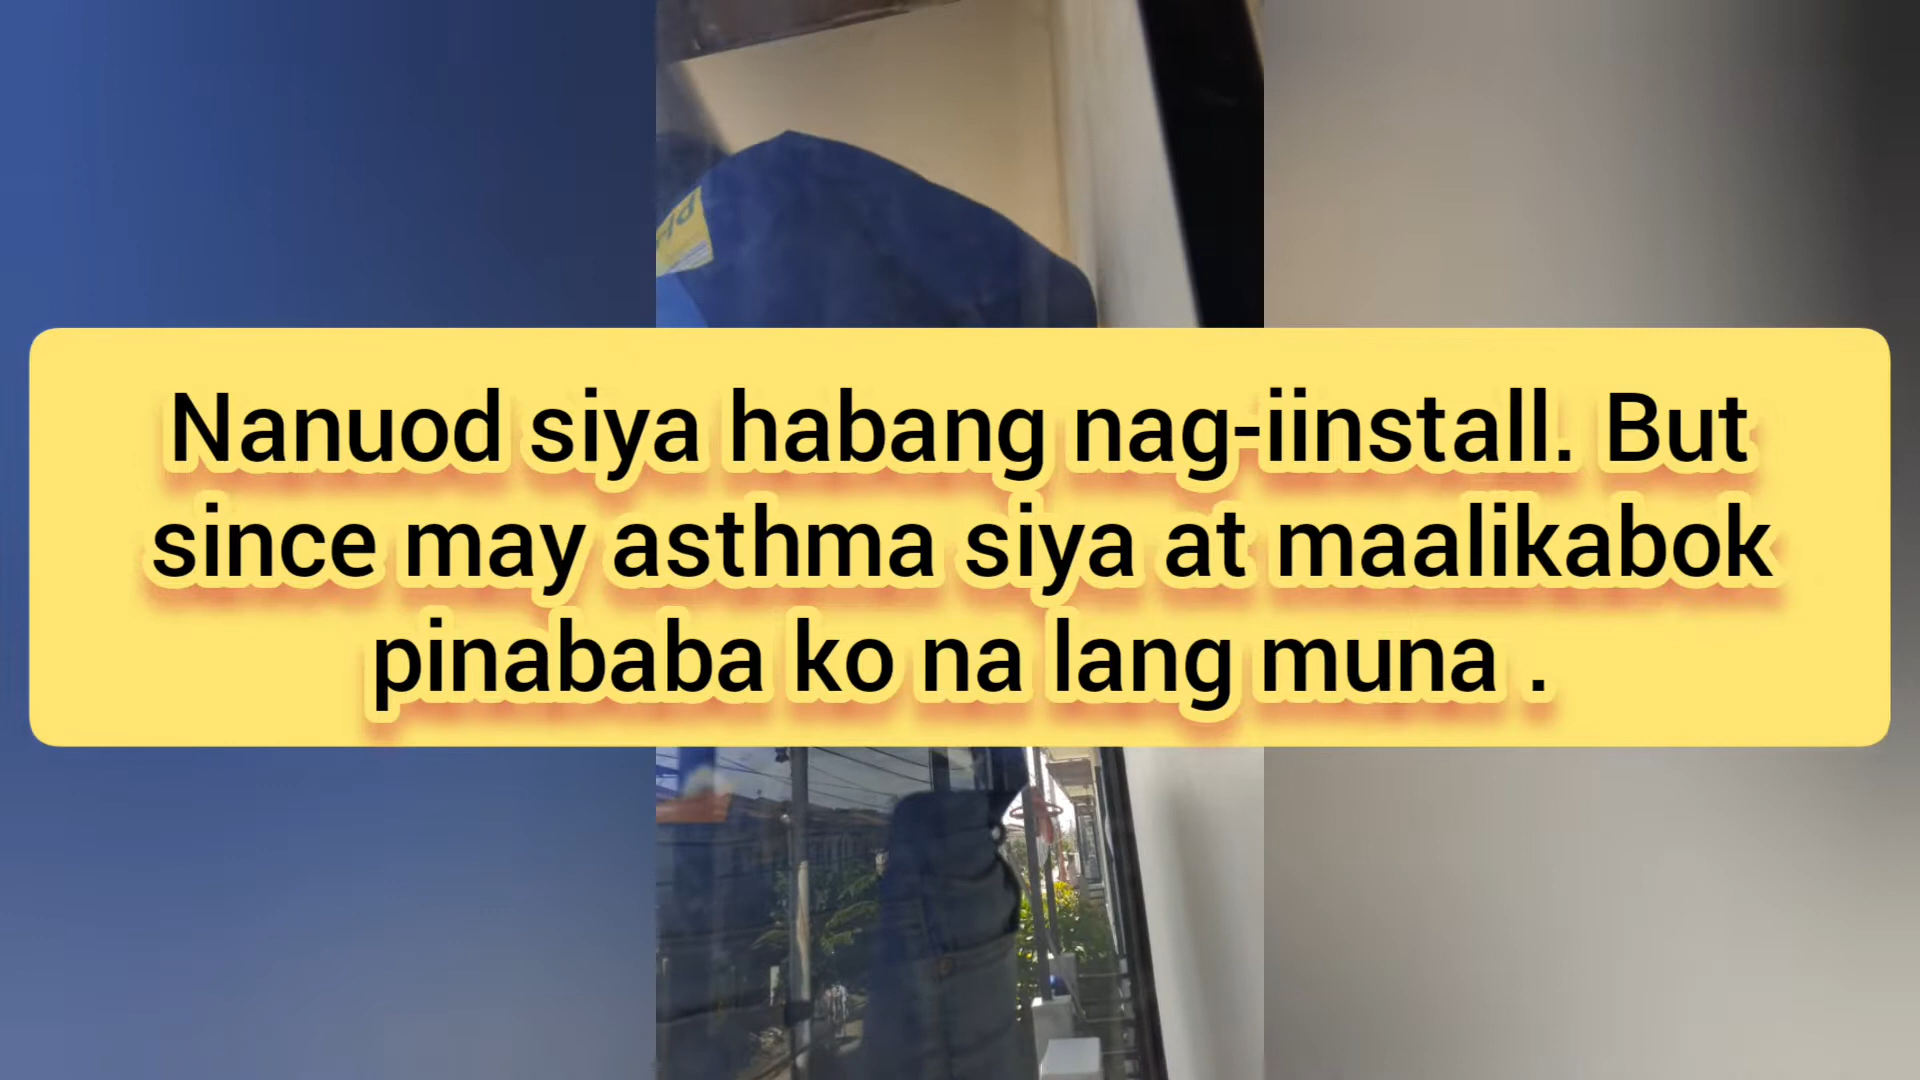 Nanuod siya habang nag-iinstall. But
since may asthma siya at maalikabok
pinababa ko na lang muna .